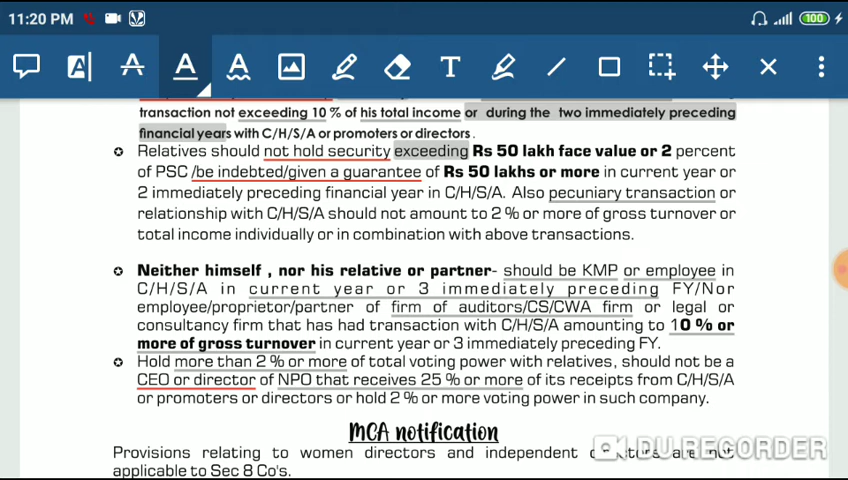 11:20 PM
100
transaction not exceeding 10 % of his total income or during the two immediately preceding
financial years with C/H/S/A or promoters or directors .
Relatives should not hold security exceeding Rs 50 lakh face value or 2 percent
of PSC /be indebted/given a guarantee of Rs 50 lakhs or more in current year or
2 immediately preceding financial year in C/H/S/A. Also pecuniary transaction or
relationship with C/H/S/A should not amount to 2 % or more of gross turnover or
total income individually or in combination with above transactions.
Neither himself , nor his relative or partner- should be KMP or employee in
C/H/S/A in current year or 3 immediately preceding FY/Nor
employee/proprietor/partner of firm of auditors/CS/CWA firm or legal or
consultancy firm that has had transaction with C/H/S/A amounting to 10 % or
more of gross turnover in current year or 3 immediately preceding FY.
Hold more than 2 % or more of total voting power with relatives, should not be a
CEO or director of NPO that receives 25 % or more of its receipts from C/H/S/A
or promoters or directors or hold 2 % or more voting power in such company.
MCA notification
Provisions relating to women directors and independent directors are not
applicable to Sec 8 Co's.
DU RECORDER